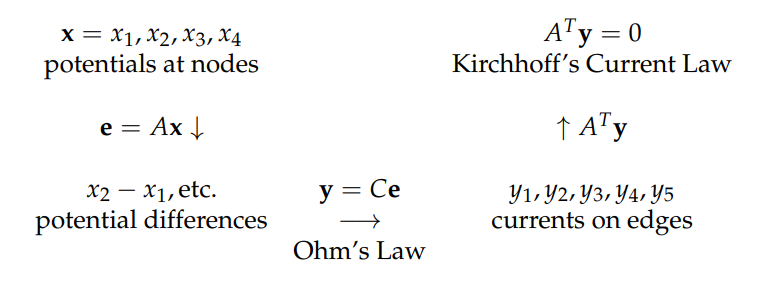 x = x₁, x₂, x₃, x₄
potentials at nodes
Aᵀy = 0
Kirchhoff's Current Law
e = Ax ↓
↑ Aᵀy
x₂ − x₁, etc.
potential differences
y = Ce
⟶
Ohm's Law
y₁, y₂, y₃, y₄, y₅
currents on edges